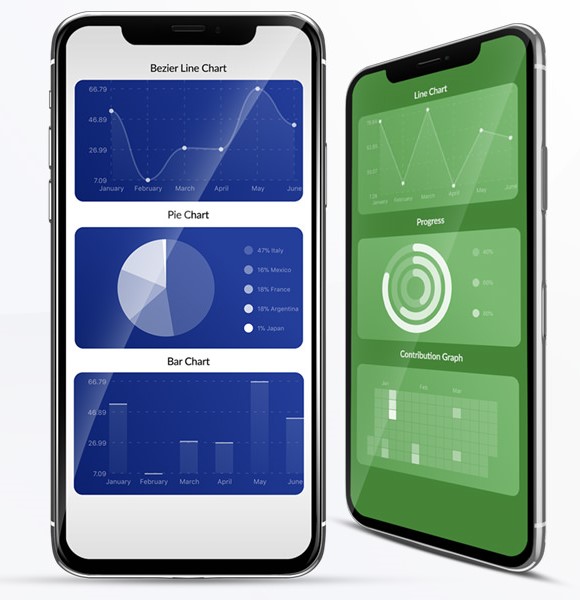 Bezier Line Chart
66.79
46.89
26.99
7.09
January February March April May June
Pie Chart
47% Italy
16% Mexico
18% France
18% Argentina
1% Japan
Bar Chart
66.79
46.89
26.99
7.09
January February March April May June
Line Chart
January February March April May June
Progress
40%
60%
80%
Contribution Graph
Jan Feb Mar